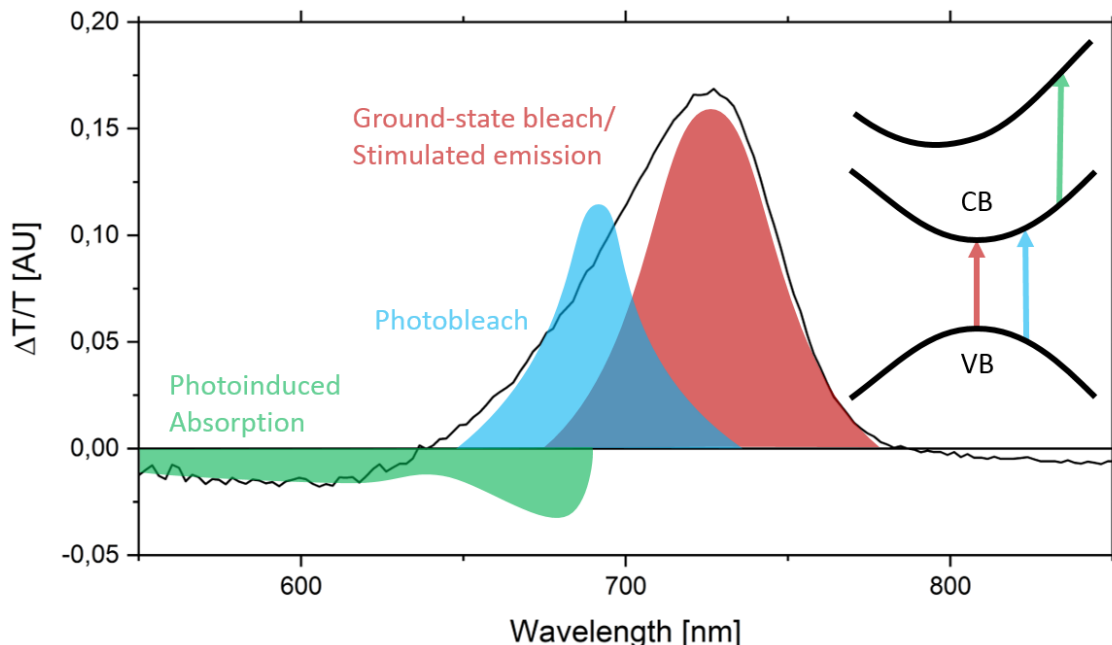 0,20
0,15
0,10
0,05
0,00
-0,05
ΔT/T [AU]
Ground-state bleach/
Stimulated emission
Photobleach
Photoinduced
Absorption
CB
VB
600
700
800
Wavelength [nm]